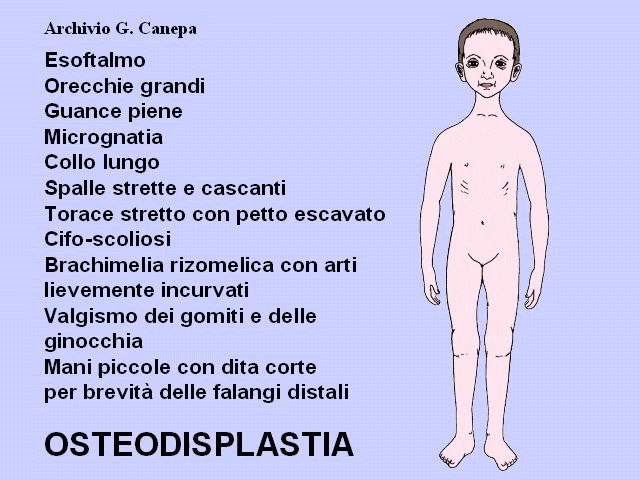 Archivio G. Canepa
Esoftalmo
Orecchie grandi
Guance piene
Micrognatia
Collo lungo
Spalle strette e cascanti
Torace stretto con petto escavato
Cifo-scoliosi
Brachimelia rizomelica con arti
lievemente incurvati
Valgismo dei gomiti e delle
ginocchia
Mani piccole con dita corte
per brevità delle falangi distali
OSTEODISPLASTIA